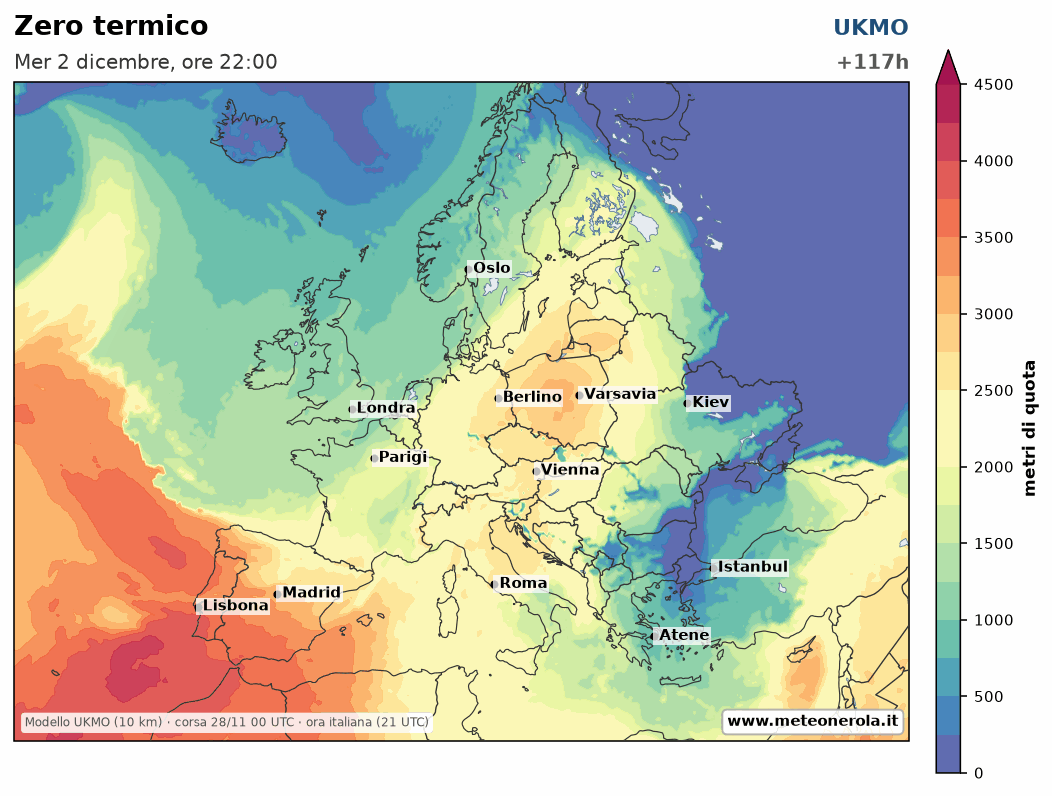 Zero termico
UKMO
Mer 2 dicembre, ore 22:00
+117h
4500
4000
3500
3000
2500
2000
1500
1000
500
0
metri di quota
Oslo
Berlino
Varsavia
Kiev
Londra
Parigi
Vienna
Istanbul
Roma
Madrid
Lisbona
Atene
Modello UKMO (10 km) · corsa 28/11 00 UTC · ora italiana (21 UTC)
www.meteonerola.it